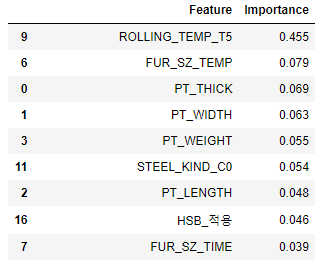 Feature Importance
9 ROLLING_TEMP_T5 0.455
6 FUR_SZ_TEMP 0.079
0 PT_THICK 0.069
1 PT_WIDTH 0.063
3 PT_WEIGHT 0.055
11 STEEL_KIND_C0 0.054
2 PT_LENGTH 0.048
16 HSB_적용 0.046
7 FUR_SZ_TIME 0.039